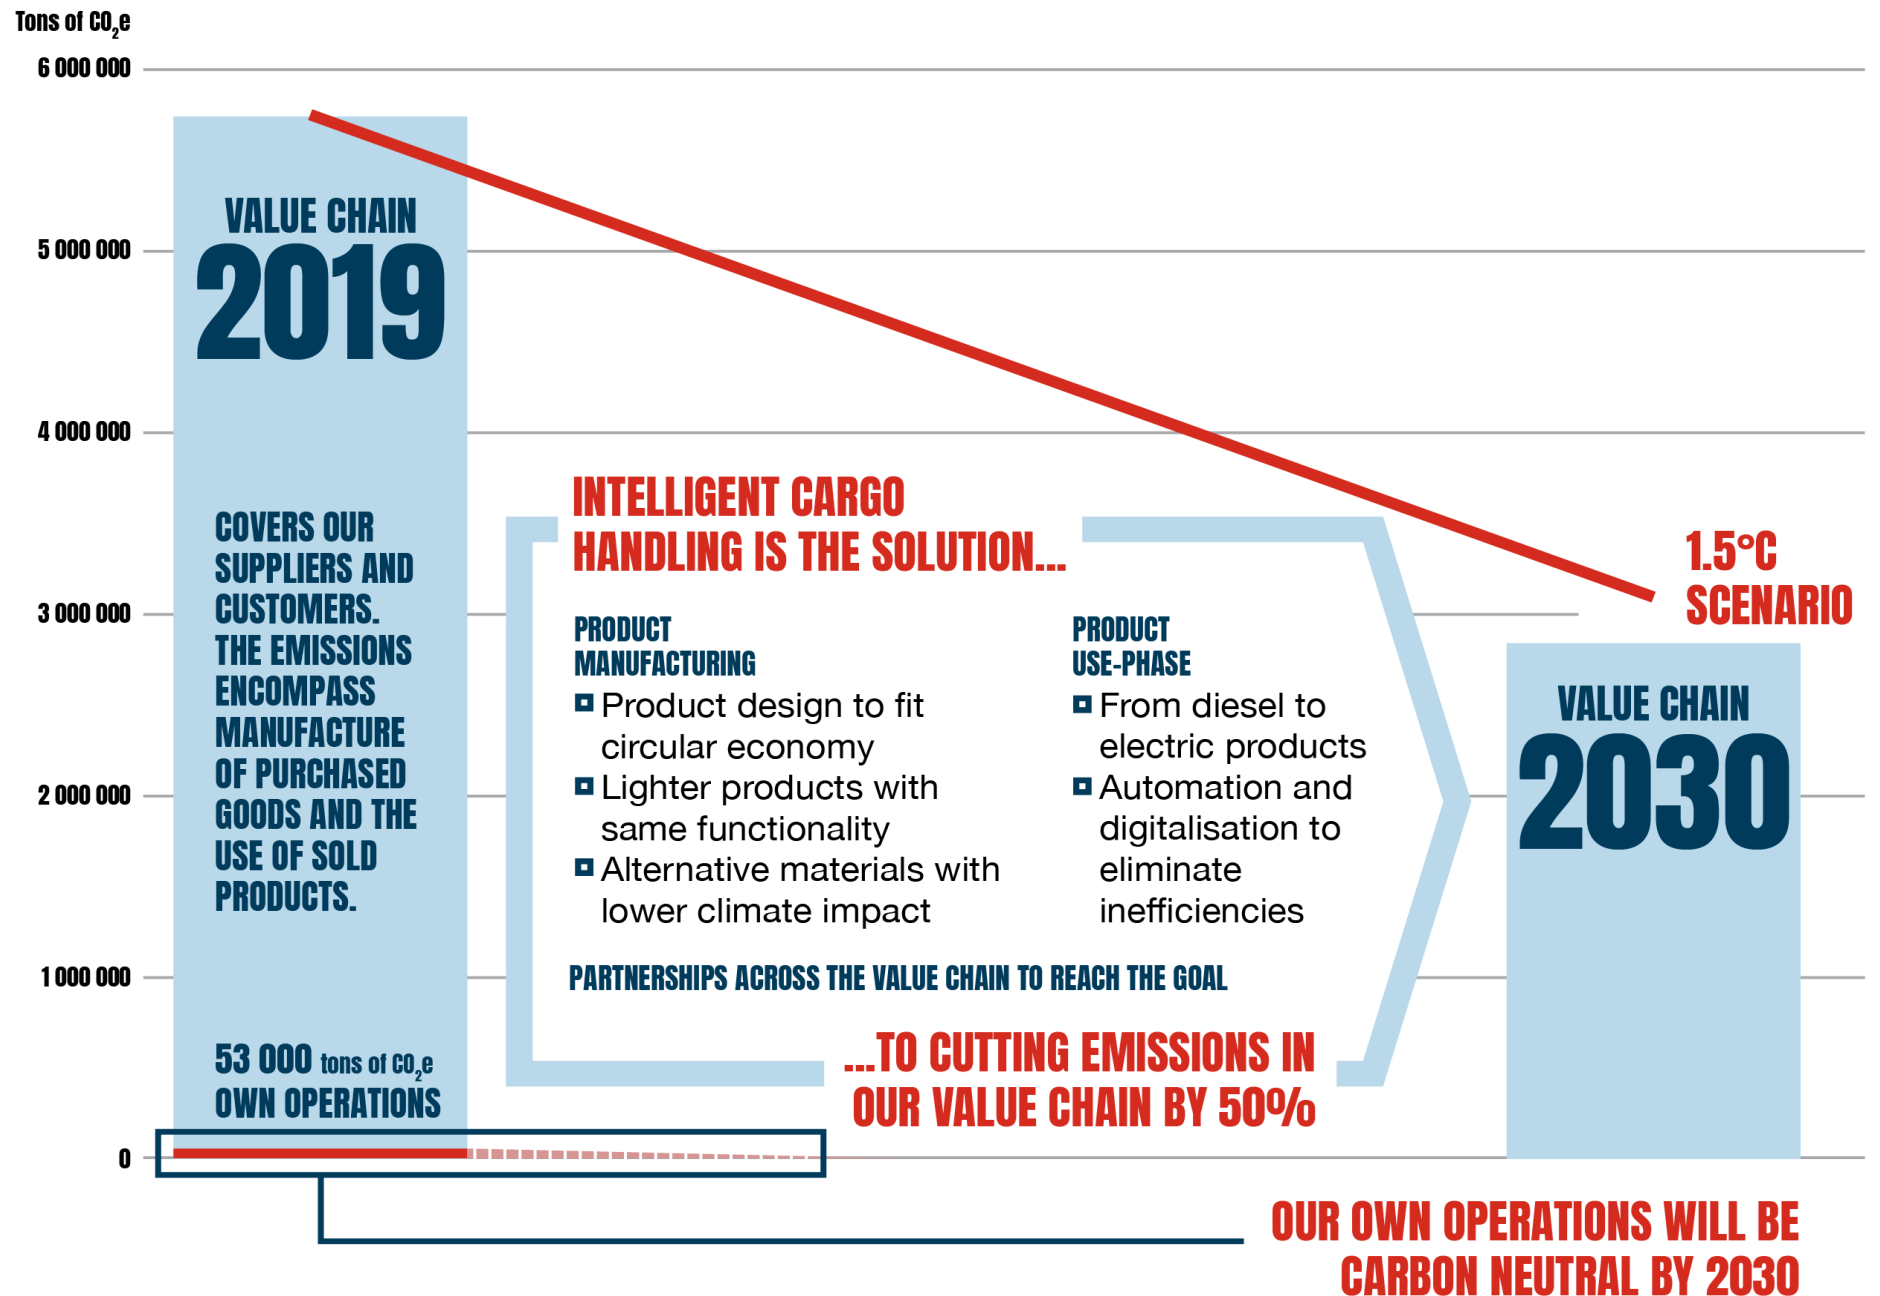 Tons of CO₂e
6 000 000
5 000 000
4 000 000
3 000 000
2 000 000
1 000 000
0
VALUE CHAIN
2019
COVERS OUR
SUPPLIERS AND
CUSTOMERS.
THE EMISSIONS
ENCOMPASS
MANUFACTURE
OF PURCHASED
GOODS AND THE
USE OF SOLD
PRODUCTS.
53 000 tons of CO₂e
OWN OPERATIONS
INTELLIGENT CARGO
HANDLING IS THE SOLUTION...
PRODUCT
MANUFACTURING
Product design to fit
circular economy
Lighter products with
same functionality
Alternative materials with
lower climate impact
PRODUCT
USE-PHASE
From diesel to
electric products
Automation and
digitalisation to
eliminate
inefficiencies
PARTNERSHIPS ACROSS THE VALUE CHAIN TO REACH THE GOAL
...TO CUTTING EMISSIONS IN
OUR VALUE CHAIN BY 50%
1.5°C
SCENARIO
VALUE CHAIN
2030
OUR OWN OPERATIONS WILL BE
CARBON NEUTRAL BY 2030